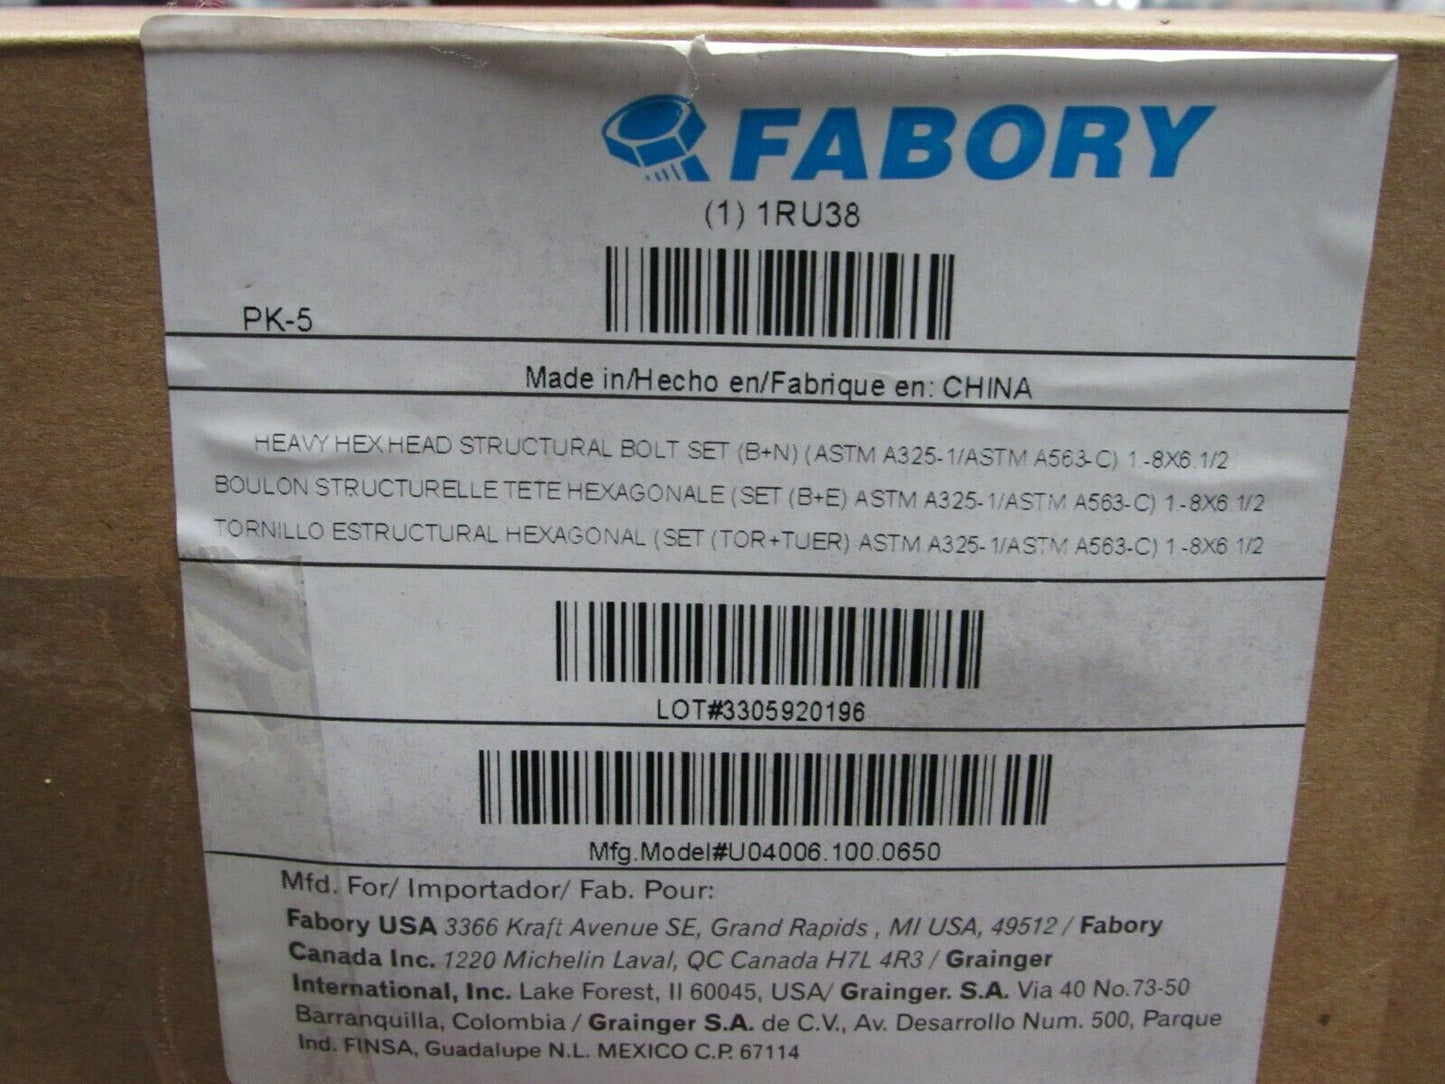 FABORY
(1) 1RU38
PK-5
Made in/Hecho en/Fabrique en: CHINA
HEAVY HEX HEAD STRUCTURAL BOLT SET (B+N) (ASTM A325-1/ASTM A563-C) 1.-8X6.1/2
BOULON STRUCTURELLE TETE HEXAGONALE (SET (B+E) ASTM A325-1/ASTM A563-C) 1.-8X6.1/2
TORNILLO ESTRUCTURAL HEXAGONAL (SET (TOR+TUER) ASTM A325-1/ASTM A563-C) 1.-8X6 1/2
LOT#3305920196
Mfg.Model#U04006.100.0650
Mfd. For/ Importador/ Fab. Pour:
Fabory USA 3366 Kraft Avenue SE, Grand Rapids , MI USA, 49512 / Fabory
Canada Inc. 1220 Michelin Laval, QC Canada H7L 4R3 / Grainger
International, Inc. Lake Forest, Il 60045, USA/ Grainger. S.A. Via 40 No.73-50
Barranquilla, Colombia / Grainger S.A. de C.V., Av. Desarrollo Num. 500, Parque
Ind. FINSA, Guadalupe N.L. MEXICO C.P. 67114